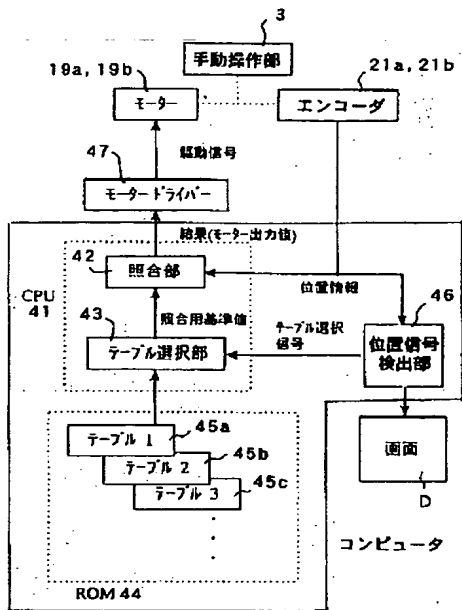 3
手動操作部
19a, 19b
モーター
21a, 21b
エンコーダ
47
駆動信号
モータードライバー
結果(モーター出力値)
42
照合部
位置情報
CPU
41
43
照合用基準値
テーブル選択
信号
46
テーブル選択部
位置信号
検出部
テーブル 1
45a
テーブル 2
45b
テーブル 3
45c
画面
D
コンピュータ
ROM 44